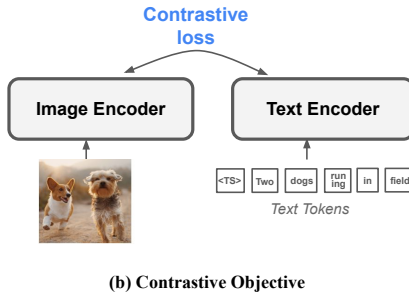 Contrastive
loss
Image Encoder
Text Encoder
<TS> Two dogs run
ing in field
Text Tokens
(b) Contrastive Objective